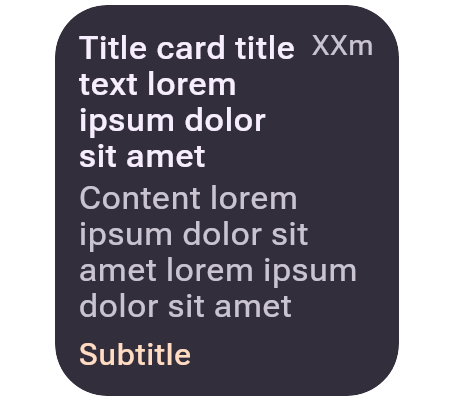 Title card title XXm
text lorem
ipsum dolor
sit amet
Content lorem
ipsum dolor sit
amet lorem ipsum
dolor sit amet
Subtitle